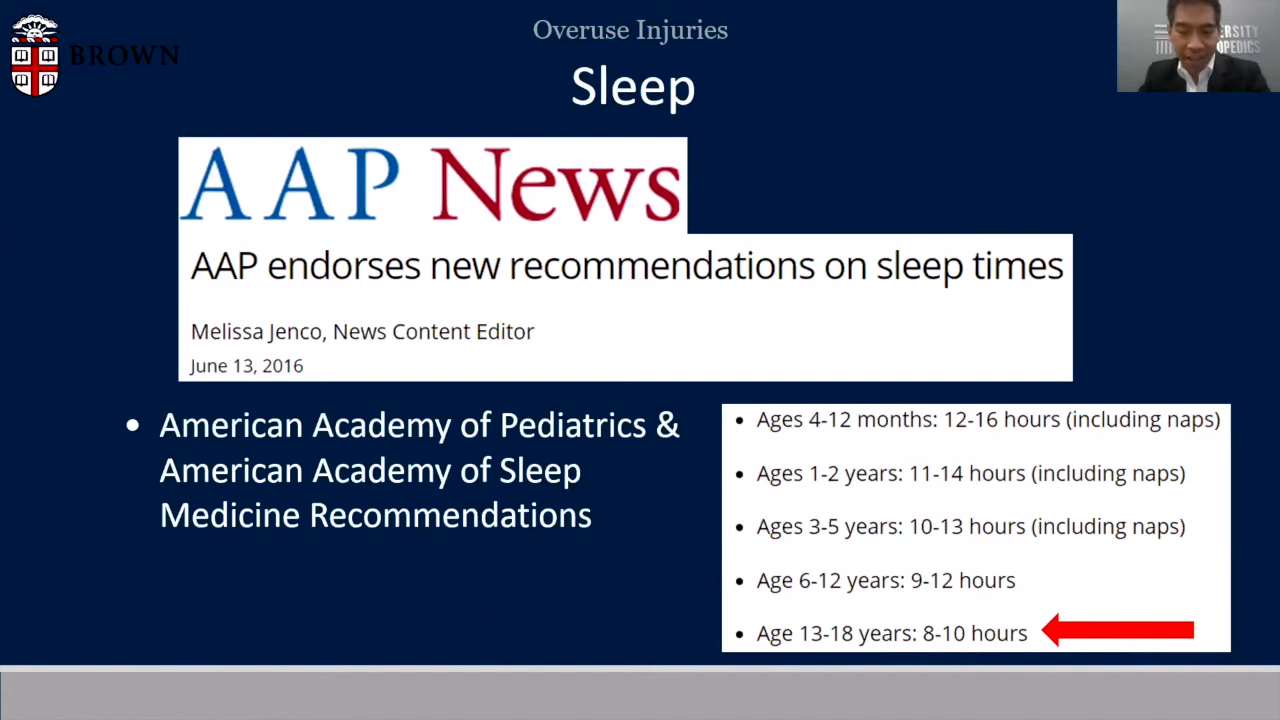 Overuse Injuries
BROWN
Sleep
AAP News
AAP endorses new recommendations on sleep times
Melissa Jenco, News Content Editor
June 13, 2016
• American Academy of Pediatrics &
American Academy of Sleep
Medicine Recommendations
• Ages 4-12 months: 12-16 hours (including naps)
• Ages 1-2 years: 11-14 hours (including naps)
• Ages 3-5 years: 10-13 hours (including naps)
• Age 6-12 years: 9-12 hours
• Age 13-18 years: 8-10 hours